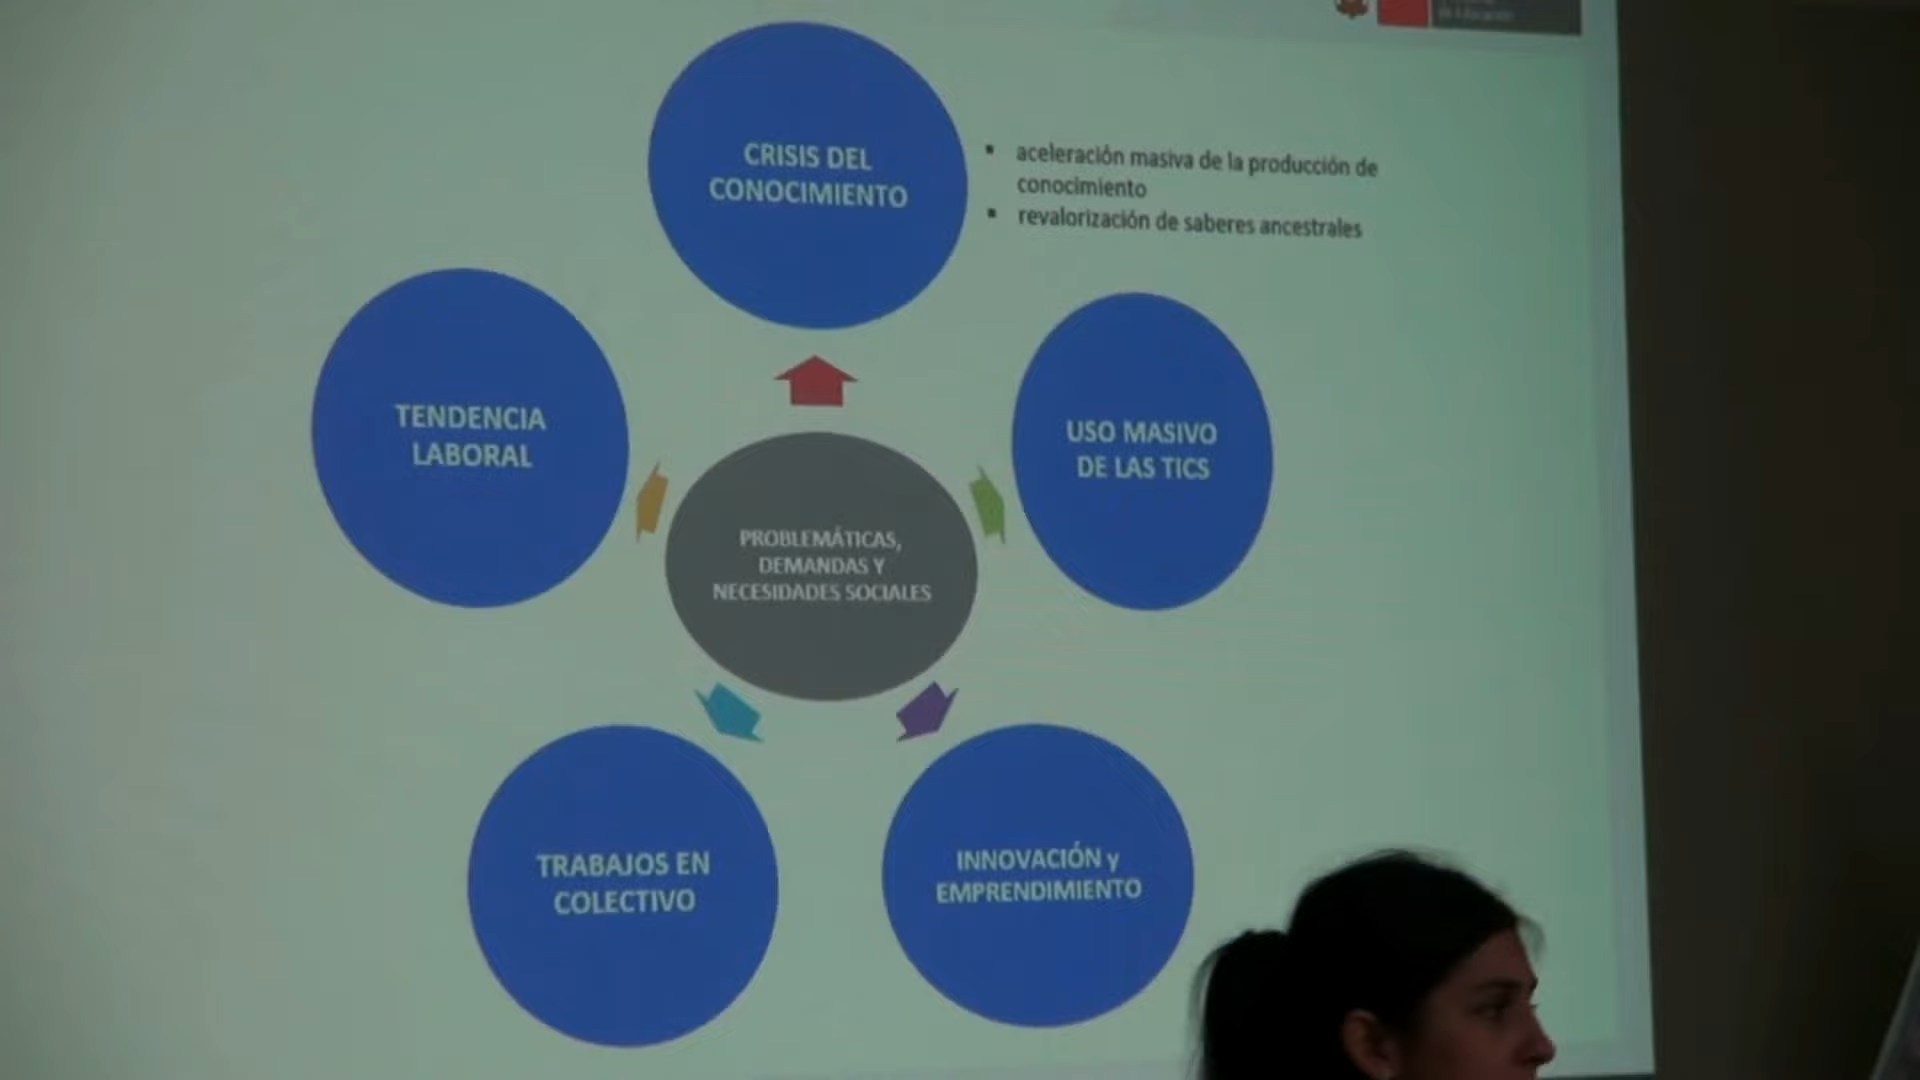 CRISIS DEL
CONOCIMIENTO
▪ aceleración masiva de la producción de
conocimiento
▪ revalorización de saberes ancestrales
TENDENCIA
LABORAL
USO MASIVO
DE LAS TICS
PROBLEMÁTICAS,
DEMANDAS Y
NECESIDADES SOCIALES
TRABAJOS EN
COLECTIVO
INNOVACIÓN y
EMPRENDIMIENTO